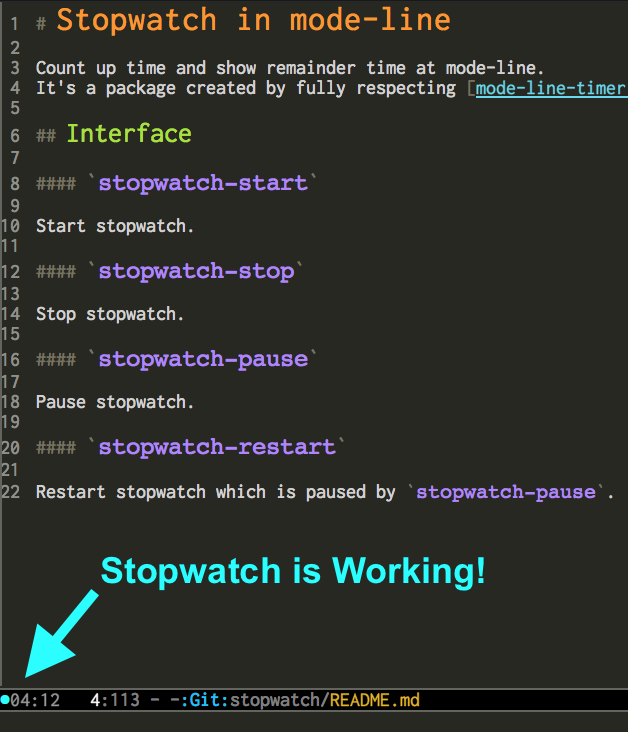 1 # Stopwatch in mode-line
2
3 Count up time and show remainder time at mode-line.
4 It's a package created by fully respecting [mode-line-timer
5
6 ## Interface
7
8 #### `stopwatch-start`
9
10 Start stopwatch.
11
12 #### `stopwatch-stop`
13
14 Stop stopwatch.
15
16 #### `stopwatch-pause`
17
18 Pause stopwatch.
19
20 #### `stopwatch-restart`
21
22 Restart stopwatch which is paused by `stopwatch-pause`.
Stopwatch is Working!
04:12 4:113 - -:Git:stopwatch/README.md